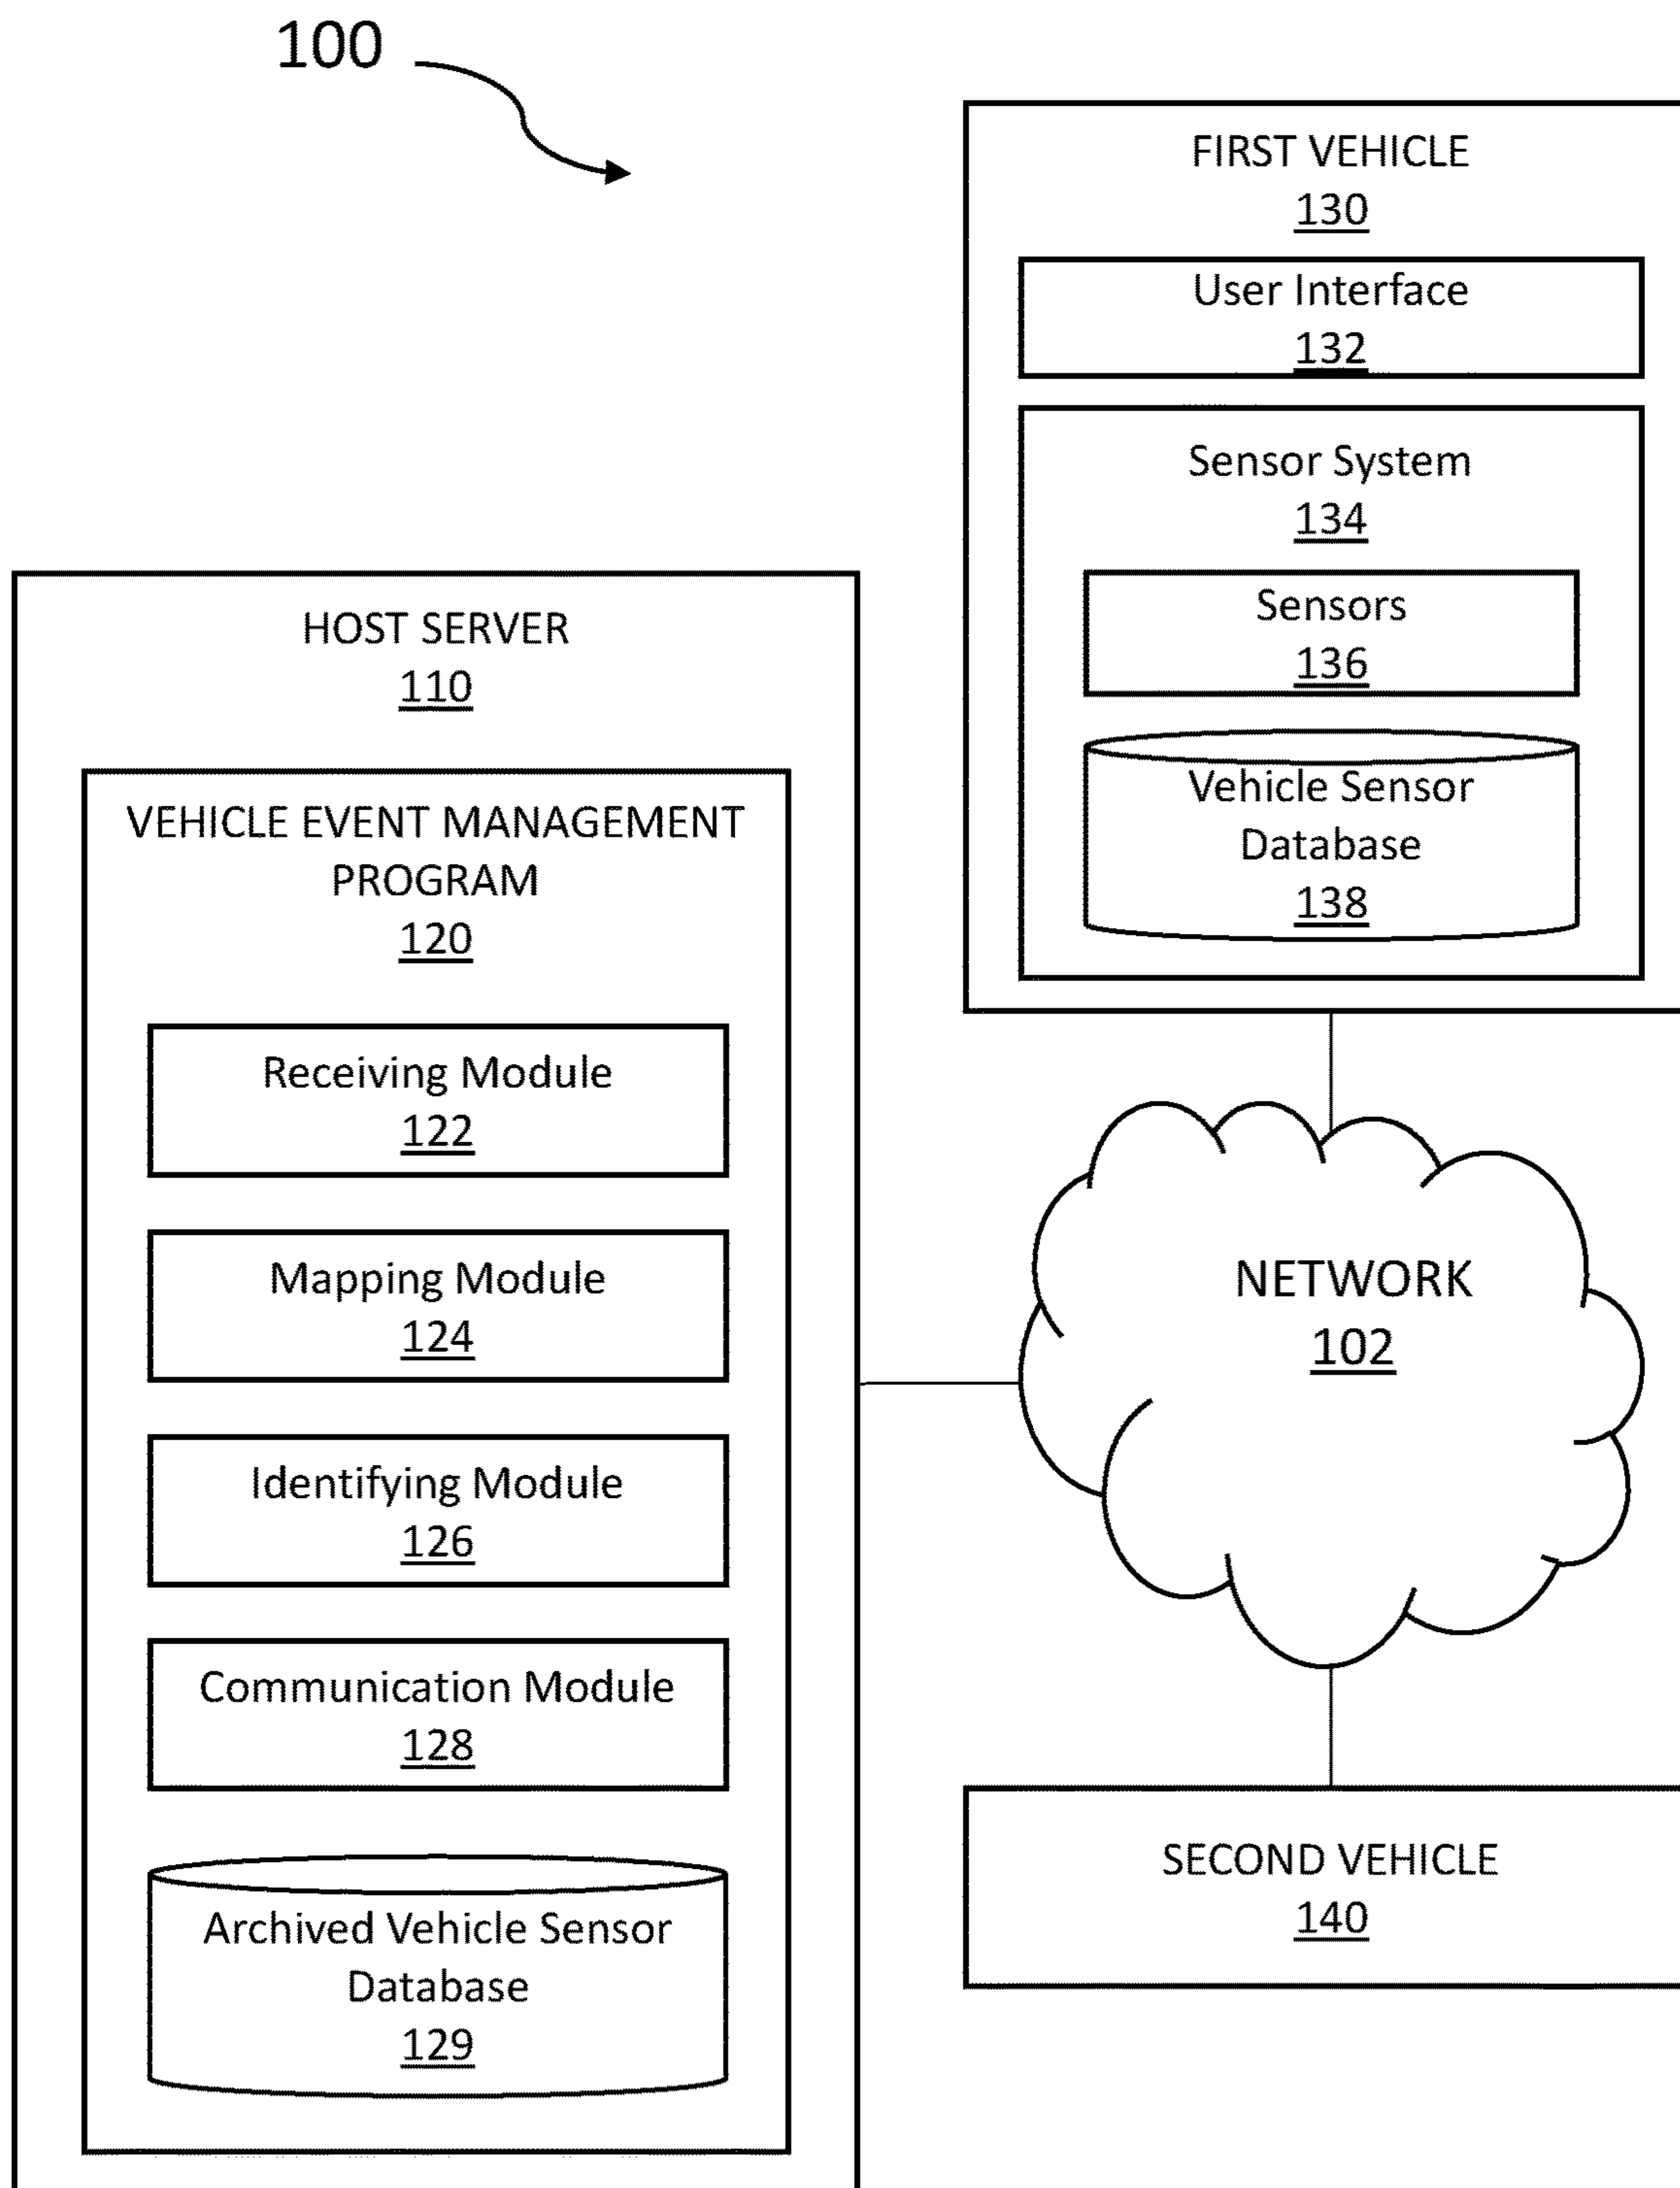 100
FIRST VEHICLE
130
User Interface
132
Sensor System
134
Sensors
136
Vehicle Sensor
Database
138
HOST SERVER
110
VEHICLE EVENT MANAGEMENT
PROGRAM
120
Receiving Module
122
Mapping Module
124
Identifying Module
126
Communication Module
128
Archived Vehicle Sensor
Database
129
NETWORK
102
SECOND VEHICLE
140